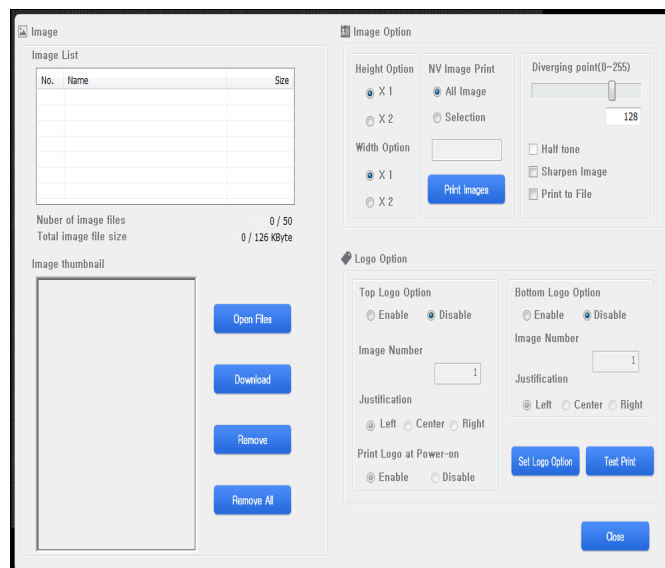 Image
Image List
No. Name Size
Nuber of image files 0 / 50
Total image file size 0 / 126 KByte
Image thumbnail
Open Files
Download
Remove
Remove All
Image Option
Height Option
X 1
X 2
Width Option
X 1
X 2
NV Image Print
All Image
Selection
Print Images
Diverging point(0~255)
128
Half tone
Sharpen Image
Print to File
Logo Option
Top Logo Option
Enable Disable
Image Number
1
Justification
Left Center Right
Print Logo at Power-on
Enable Disable
Bottom Logo Option
Enable Disable
Image Number
1
Justification
Left Center Right
Set Logo Option Test Print
Close